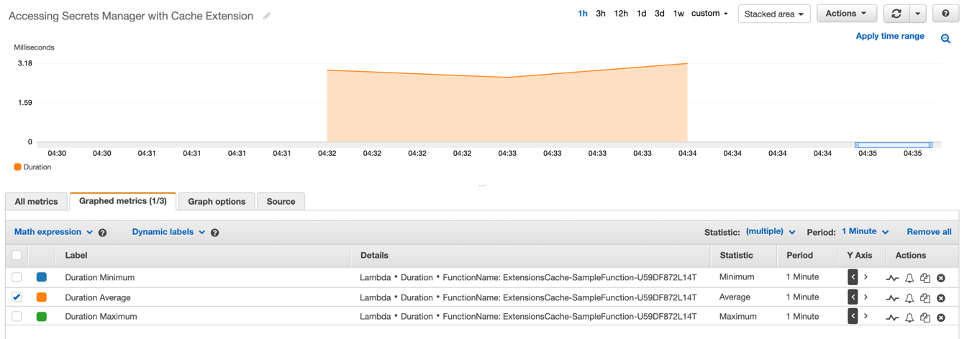 Accessing Secrets Manager with Cache Extension
1h 3h 12h 1d 3d 1w custom Stacked area Actions
Apply time range
Milliseconds
3.18
1.59
0
04:30 04:30 04:31 04:31 04:31 04:31 04:32 04:32 04:32 04:32 04:33 04:33 04:33 04:33 04:34 04:34 04:34 04:34 04:35 04:35
Duration
All metrics Graphed metrics (1/3) Graph options Source
Math expression Dynamic labels Statistic: (multiple) Period: 1 Minute Remove all
Label Details Statistic Period Y Axis Actions
Duration Minimum Lambda • Duration • FunctionName: ExtensionsCache-SampleFunction-U59DF872L14T Minimum 1 Minute
Duration Average Lambda • Duration • FunctionName: ExtensionsCache-SampleFunction-U59DF872L14T Average 1 Minute
Duration Maximum Lambda • Duration • FunctionName: ExtensionsCache-SampleFunction-U59DF872L14T Maximum 1 Minute